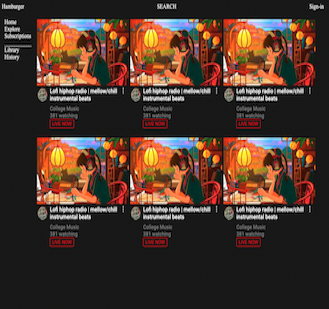 Hamburger SEARCH Sign-in
Home
Explore
Subscriptions
Library
History
Lofi hiphop radio | mellow/chill instrumental beats
College Music
381 watching
LIVE NOW
Lofi hiphop radio | mellow/chill instrumental beats
College Music
381 watching
LIVE NOW
Lofi hiphop radio | mellow/chill instrumental beats
College Music
381 watching
LIVE NOW
Lofi hiphop radio | mellow/chill instrumental beats
College Music
381 watching
LIVE NOW
Lofi hiphop radio | mellow/chill instrumental beats
College Music
381 watching
LIVE NOW
Lofi hiphop radio | mellow/chill instrumental beats
College Music
381 watching
LIVE NOW